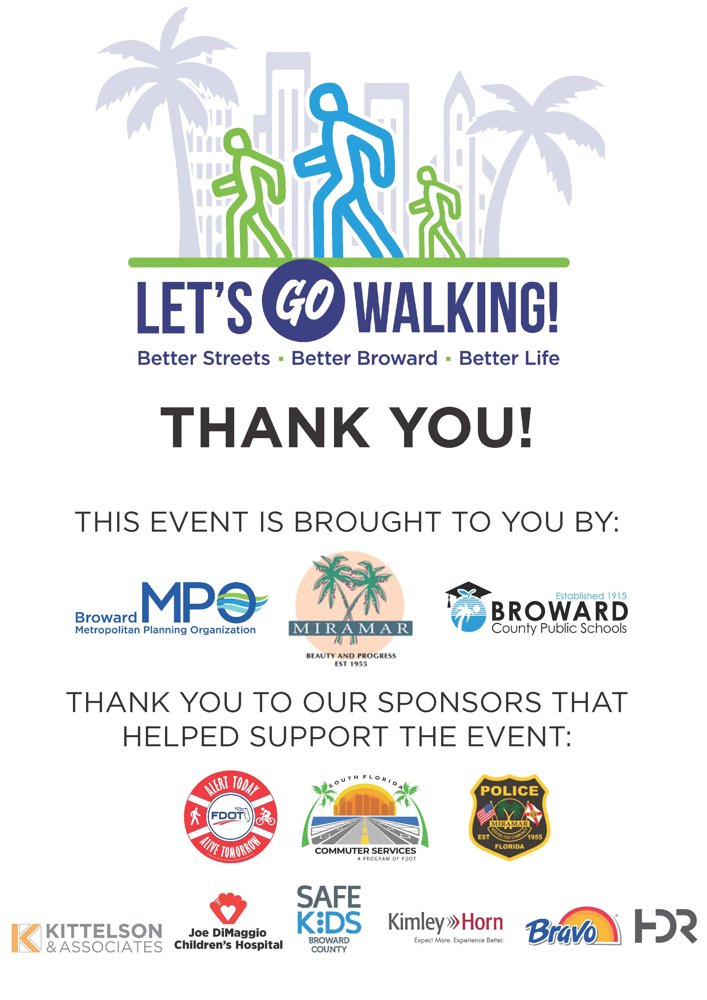 LET'S GO WALKING!
Better Streets ▪ Better Broward ▪ Better Life
THANK YOU!
THIS EVENT IS BROUGHT TO YOU BY:
Broward MPO
Metropolitan Planning Organization
MIRAMAR
BEAUTY AND PROGRESS
EST 1955
Established 1915
BROWARD
County Public Schools
THANK YOU TO OUR SPONSORS THAT
HELPED SUPPORT THE EVENT:
ALERT TODAY
FDOT
ALIVE TOMORROW
SOUTH FLORIDA
COMMUTER SERVICES
A PROGRAM OF FDOT
POLICE
MIRAMAR
SERVING OUR COMMUNITY
EST 1955
FLORIDA
KITTELSON
& ASSOCIATES
Joe DiMaggio
Children's Hospital
SAFE
KIDS
BROWARD
COUNTY
Kimley»Horn
Expect More. Experience Better.
Bravo
®
HDR